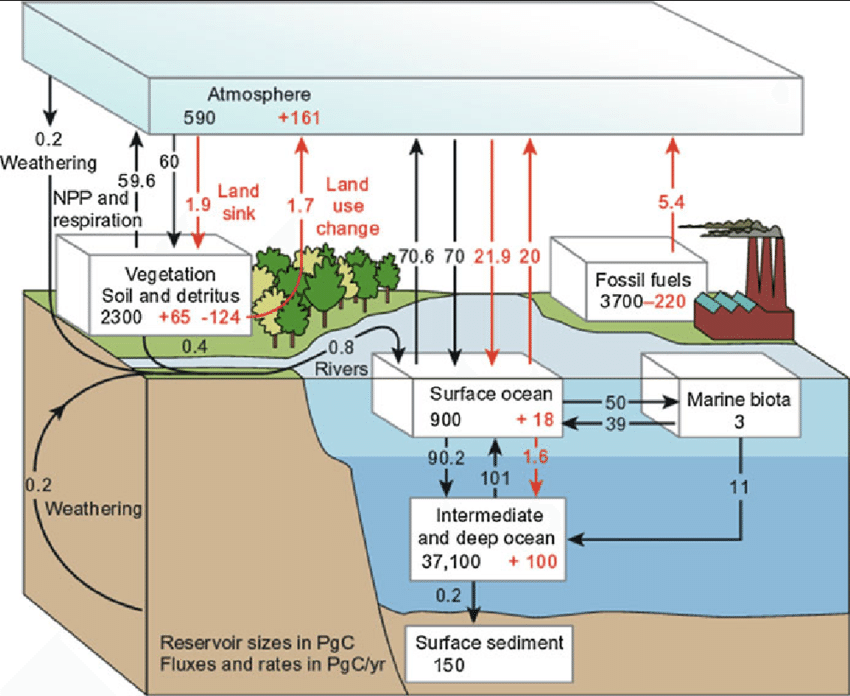 Atmosphere
590 +161
0.2
Weathering
60
59.6
NPP and
respiration
1.9
Land
sink
1.7
Land
use
change
70.6
70
21.9
20
5.4
Vegetation
Soil and detritus
2300 +65 -124
Fossil fuels
3700–220
0.4
0.8
Rivers
Surface ocean
900 + 18
50
39
Marine biota
3
90.2
101
1.6
11
0.2
Weathering
Intermediate
and deep ocean
37,100 + 100
0.2
Surface sediment
150
Reservoir sizes in PgC
Fluxes and rates in PgC/yr